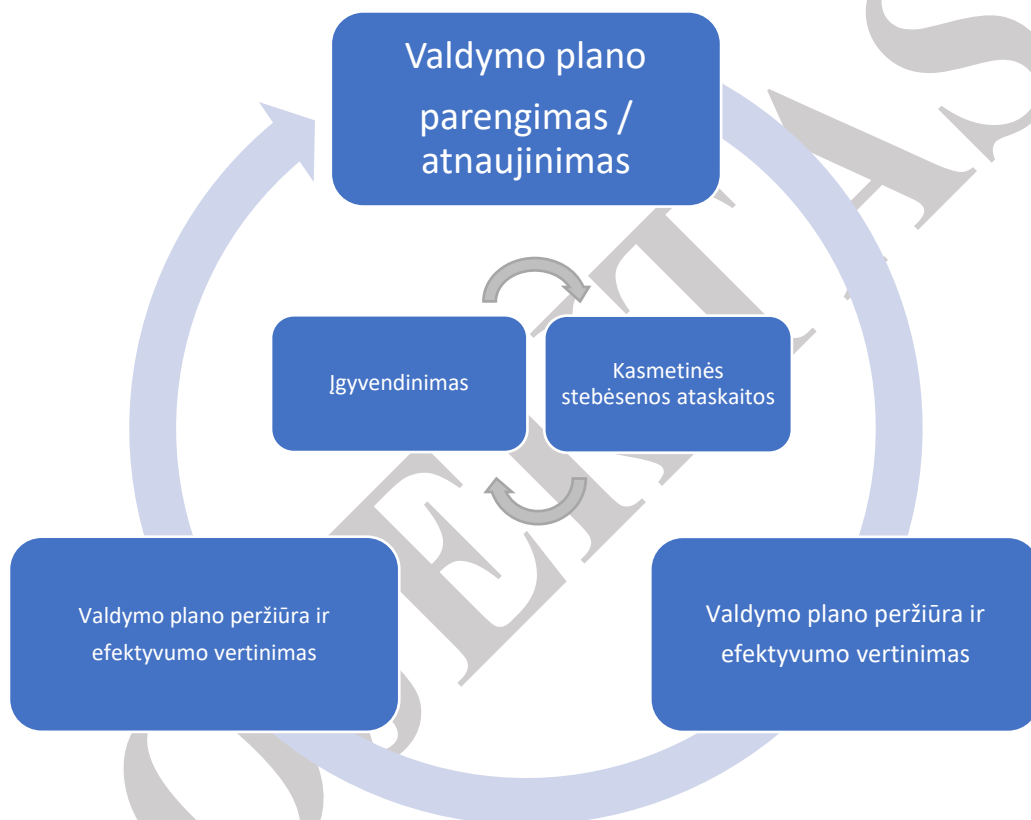 Valdymo plano
parengimas /
atnaujinimas
Įgyvendinimas
Kasmetinės
stebėsenos ataskaitos
Valdymo plano peržiūra ir
efektyvumo vertinimas
Valdymo plano peržiūra ir
efektyvumo vertinimas